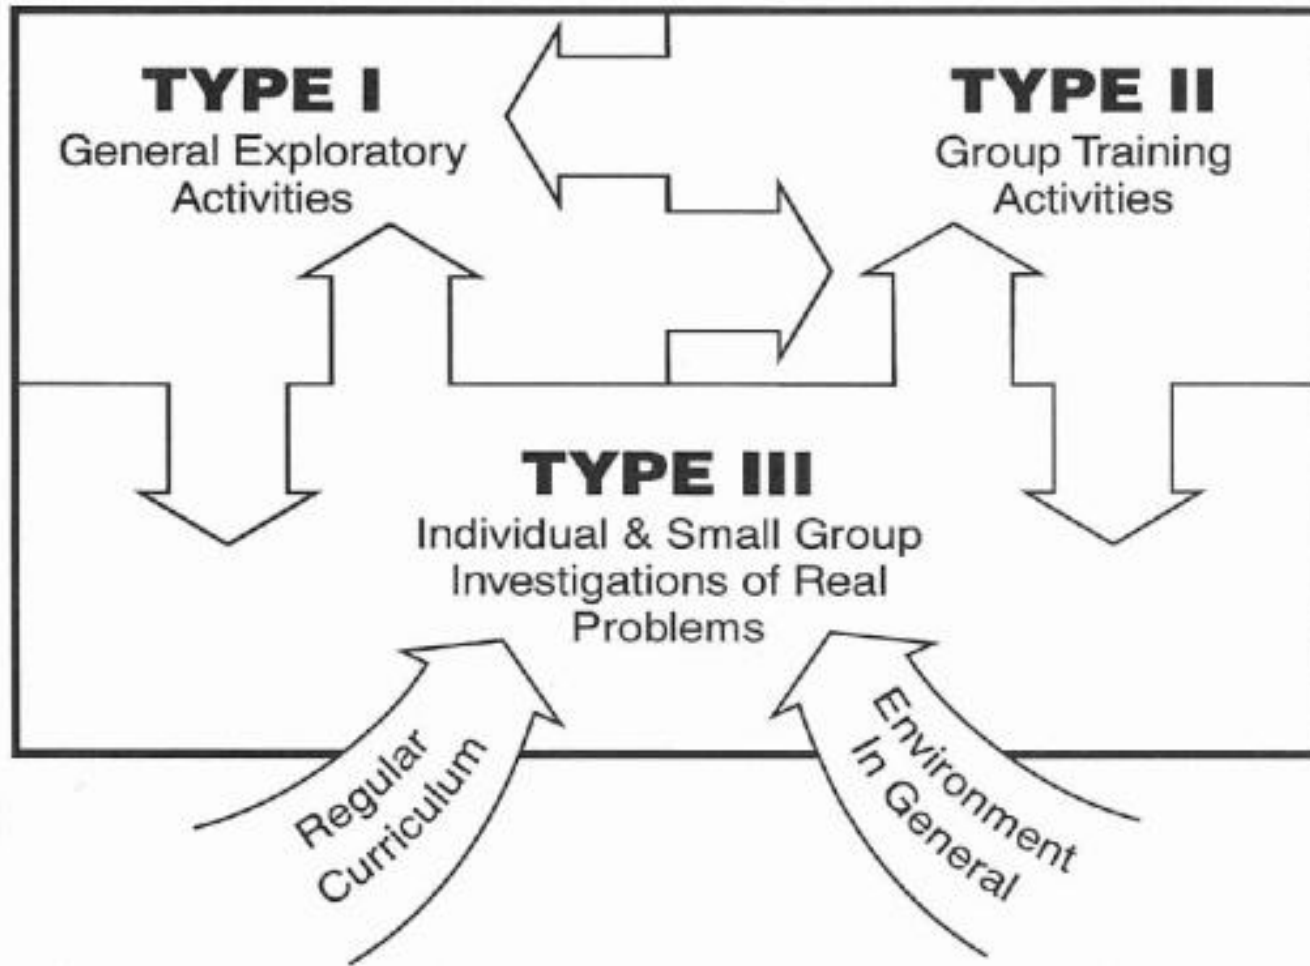 TYPE I
General Exploratory
Activities
TYPE II
Group Training
Activities
TYPE III
Individual & Small Group
Investigations of Real
Problems
Regular
Curriculum
Environment
In General